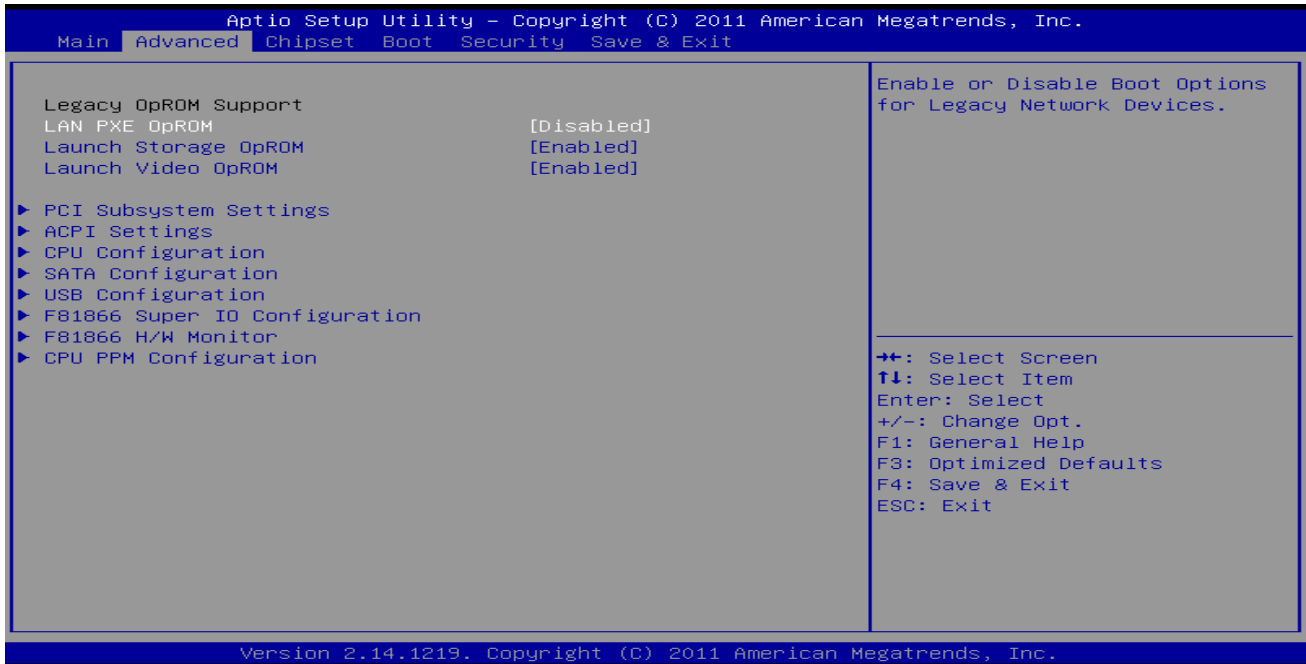 Aptio Setup Utility – Copyright (C) 2011 American Megatrends, Inc.
Main Advanced Chipset Boot Security Save & Exit
Legacy OpROM Support
LAN PXE OpROM [Disabled]
Launch Storage OpROM [Enabled]
Launch Video OpROM [Enabled]
► PCI Subsystem Settings
► ACPI Settings
► CPU Configuration
► SATA Configuration
► USB Configuration
► F81866 Super IO Configuration
► F81866 H/W Monitor
► CPU PPM Configuration
Enable or Disable Boot Options
for Legacy Network Devices.
→←: Select Screen
↑↓: Select Item
Enter: Select
+/-: Change Opt.
F1: General Help
F3: Optimized Defaults
F4: Save & Exit
ESC: Exit
Version 2.14.1219. Copyright (C) 2011 American Megatrends, Inc.